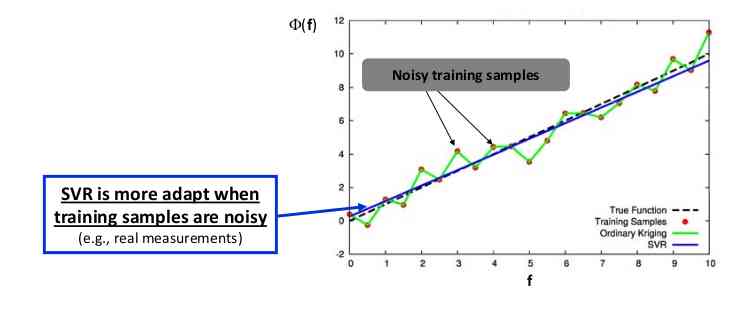 Φ(f)
12
10
8
6
4
2
0
-2
Noisy training samples
SVR is more adapt when
training samples are noisy
(e.g., real measurements)
True Function
Training Samples
Ordinary Kriging
SVR
0 1 2 3 4 5 6 7 8 9 10
f